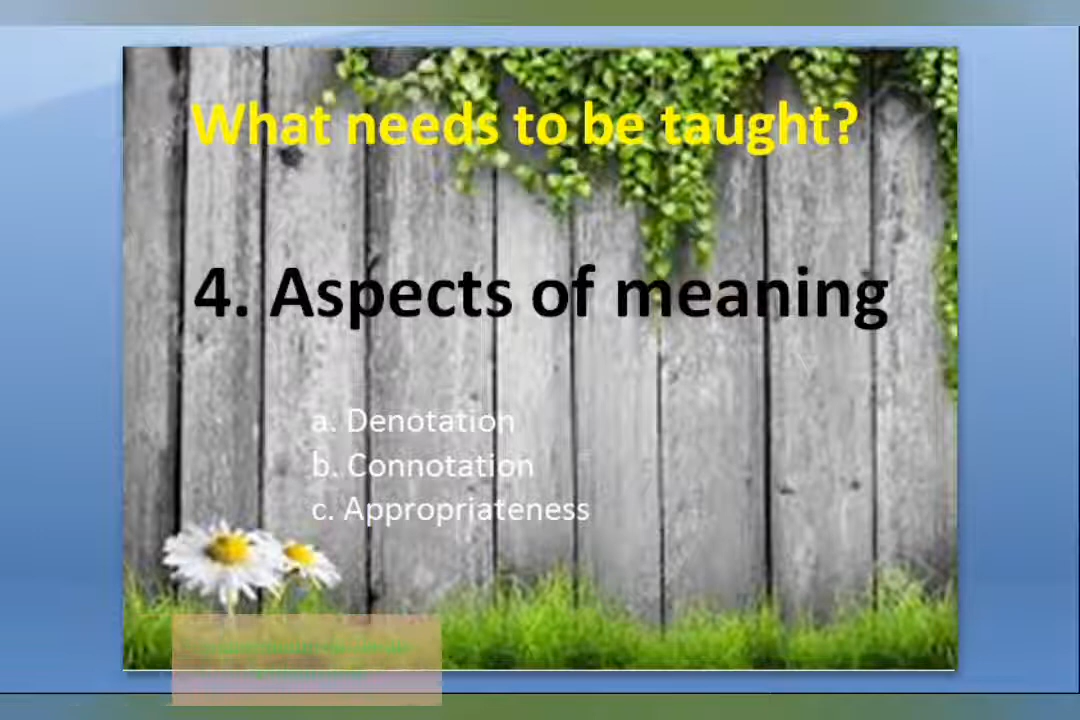 What needs to be taught?
4. Aspects of meaning
a. Denotation
b. Connotation
c. Appropriateness